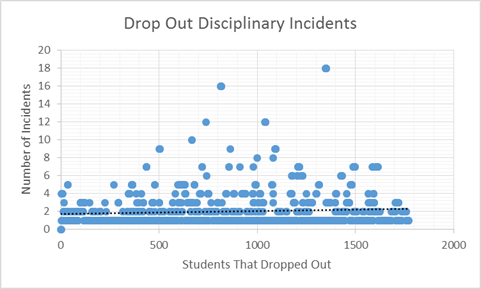 Drop Out Disciplinary Incidents
20
18
16
14
12
10
8
6
4
2
0
Number of Incidents
0 500 1000 1500 2000
Students That Dropped Out